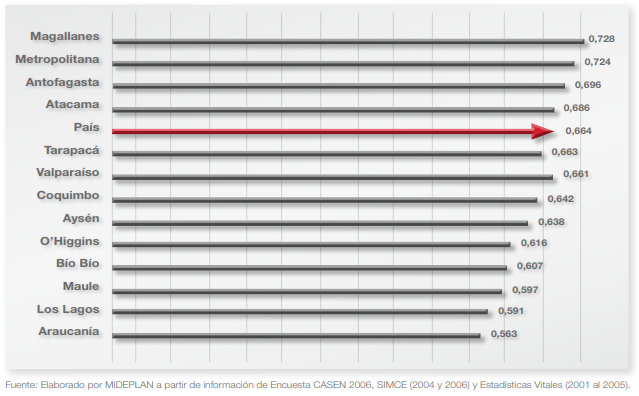 Magallanes 0,728
Metropolitana 0,724
Antofagasta 0,696
Atacama 0,686
País 0,664
Tarapacá 0,663
Valparaíso 0,661
Coquimbo 0,642
Aysén 0,638
O'Higgins 0,616
Bío Bío 0,607
Maule 0,597
Los Lagos 0,591
Araucanía 0,563
Fuente: Elaborado por MIDEPLAN a partir de información de Encuesta CASEN 2006, SIMCE (2004 y 2006) y Estadísticas Vitales (2001 al 2005).